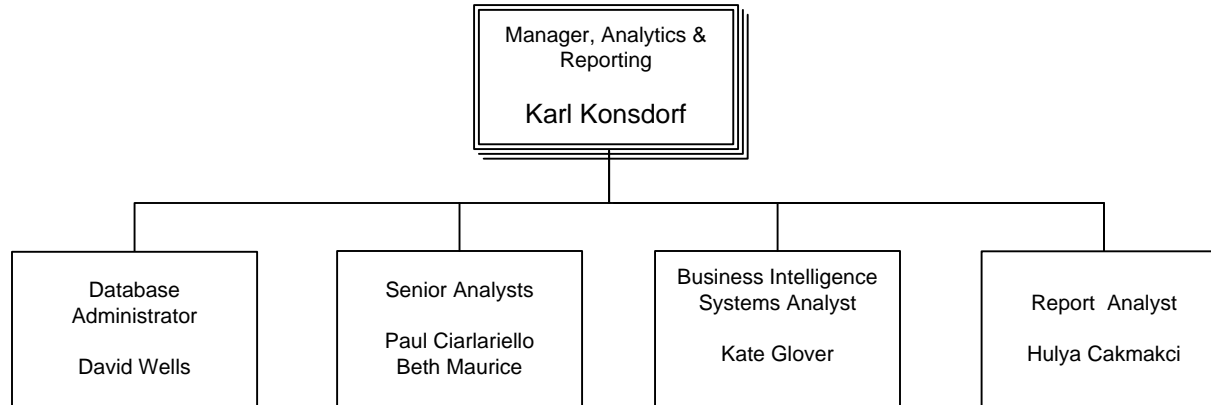 Manager, Analytics &
Reporting
Karl Konsdorf
Database
Administrator
David Wells
Senior Analysts
Paul Ciarlariello
Beth Maurice
Business Intelligence
Systems Analyst
Kate Glover
Report Analyst
Hulya Cakmakci